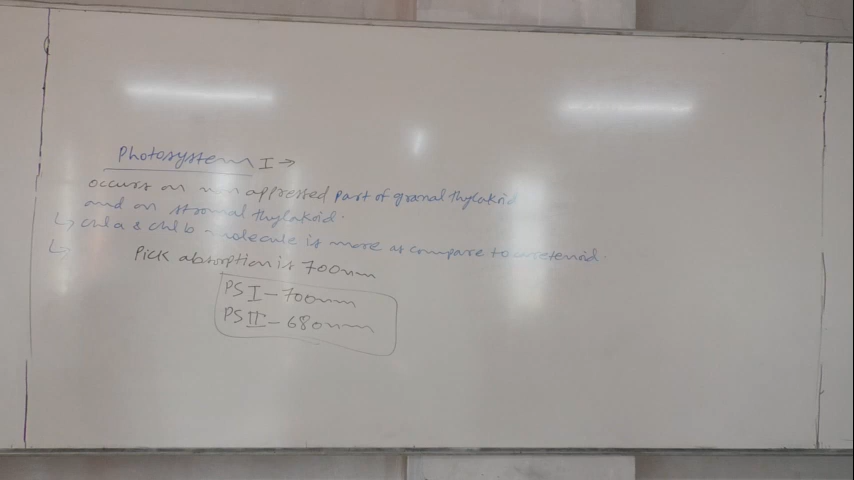 Photosystem I →
occurs on non appressed part of granal thylakoid
and on stromal thylakoid.
↳ chl a & chl b molecule is more as compare to carotenoid.
↳ Pick absorption is 700nm
PS I - 700nm
PS II - 680nm